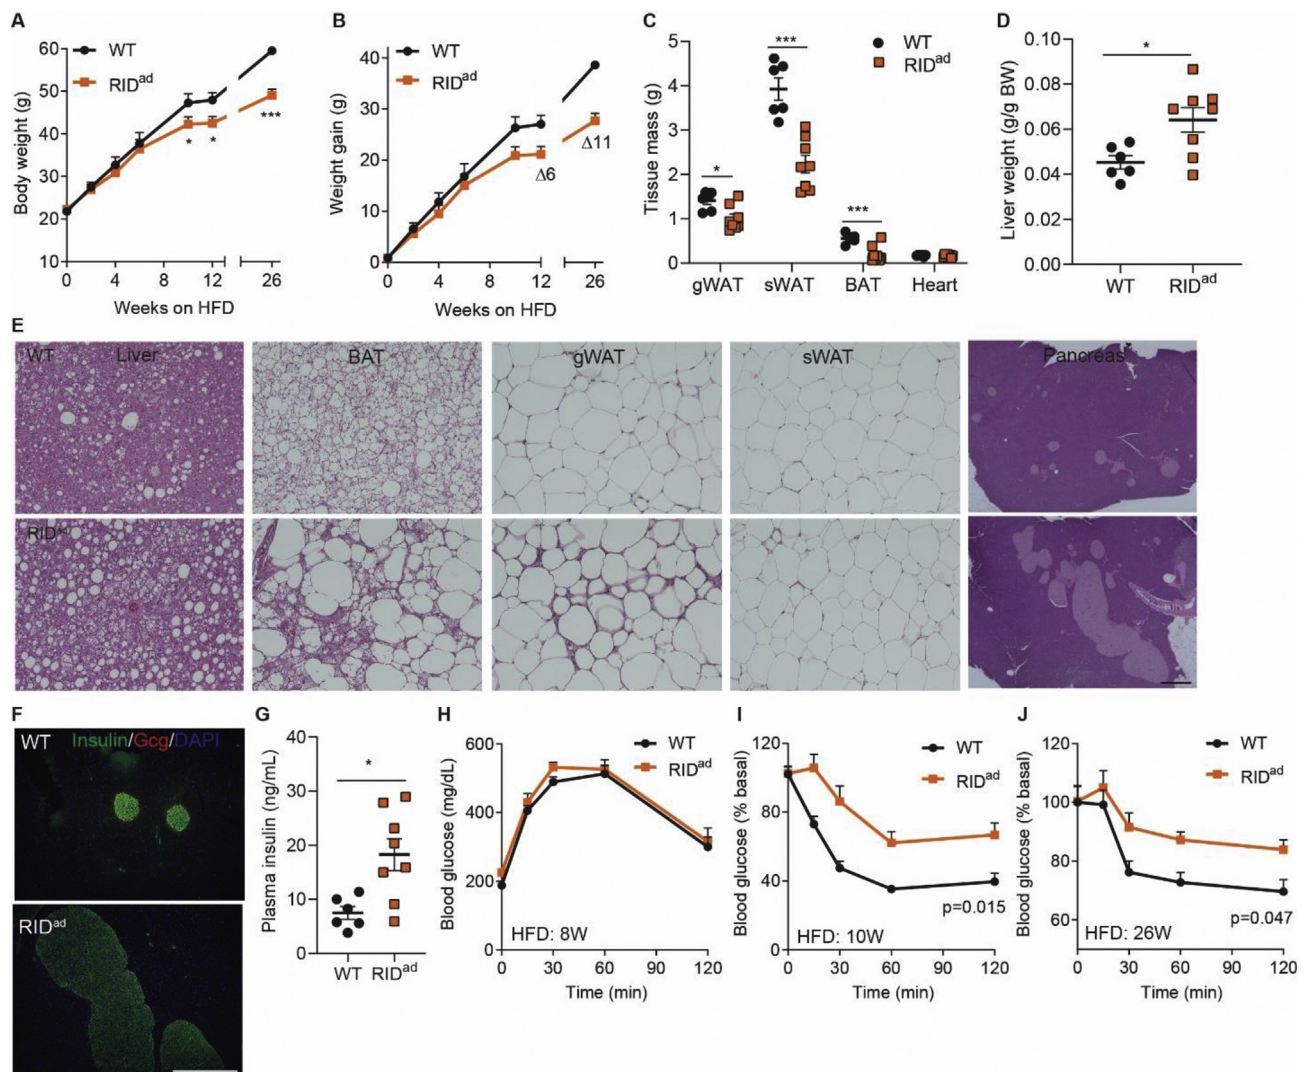 A
WT
RIDad
Body weight (g)
60
50
40
30
20
10
0 4 8 12 26
* * ***
Weeks on HFD
B
WT
RIDad
Weight gain (g)
40
30
20
10
0
0 4 8 12 26
Δ6
Δ11
Weeks on HFD
C
WT
RIDad
Tissue mass (g)
5
4
3
2
1
0
* *** ***
gWAT sWAT BAT Heart
D
Liver weight (g/g BW)
0.10
0.08
0.06
0.04
0.02
0.00
*
WT RIDad
E
WT Liver BAT gWAT sWAT Pancreas
RIDad
F
WT Insulin/Gcg/DAPI
RIDad
G
Plasma insulin (ng/mL)
40
30
20
10
0
*
WT RIDad
H
WT
RIDad
Blood glucose (mg/dL)
600
400
200
0
HFD: 8W
0 30 60 90 120
Time (min)
I
WT
RIDad
Blood glucose (% basal)
120
80
40
0
p=0.015
HFD: 10W
0 30 60 90 120
Time (min)
J
WT
RIDad
Blood glucose (% basal)
120
100
80
60
p=0.047
HFD: 26W
0 30 60 90 120
Time (min)